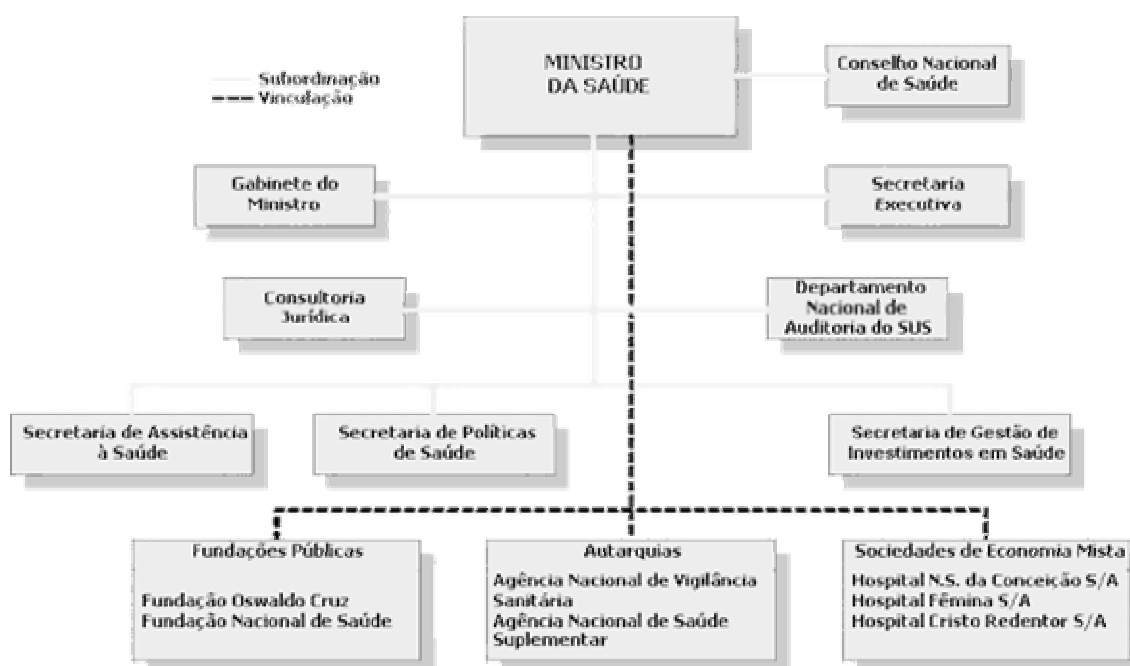 MINISTRO
DA SAÚDE
Conselho Nacional
de Saúde
Subordinação
Vinculação
Gabinete do
Ministro
Secretaria
Executiva
Consultoria
Jurídica
Departamento
Nacional de
Auditoria do SUS
Secretaria de Assistência
à Saúde
Secretaria de Políticas
de Saúde
Secretaria de Gestão de
Investimentos em Saúde
Fundações Públicas
Fundação Oswaldo Cruz
Fundação Nacional de Saúde
Autarquias
Agência Nacional de Vigilância
Sanitária
Agência Nacional de Saúde
Suplementar
Sociedades de Economia Mista
Hospital N.S. da Conceição S/A
Hospital Fêmina S/A
Hospital Cristo Redentor S/A